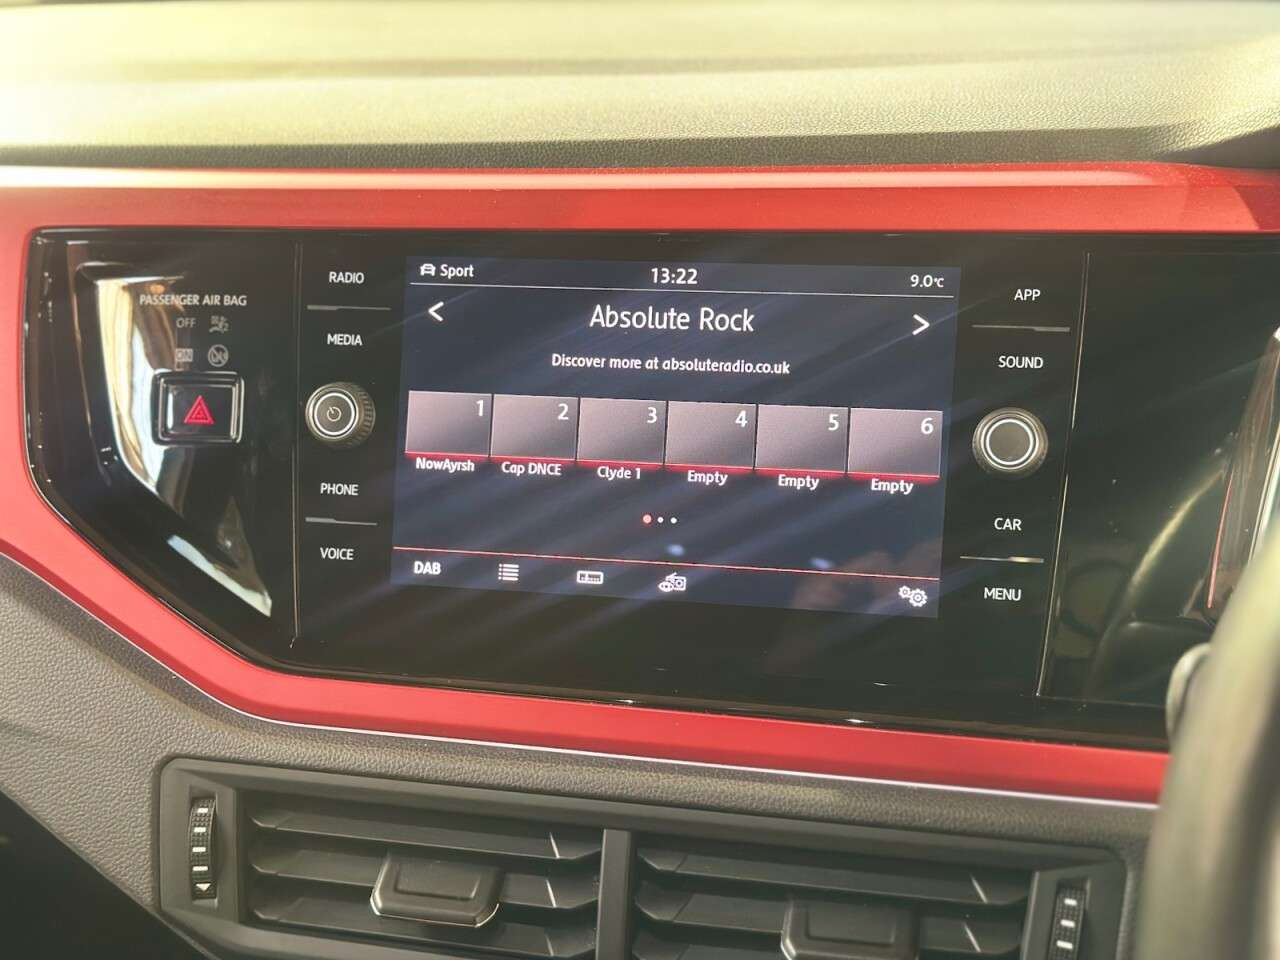 PASSENGER AIR BAG
OFF
ON
RADIO
MEDIA
PHONE
VOICE
Sport 13:22 9.0°C
< Absolute Rock >
Discover more at absoluteradio.co.uk
1 2 3 4 5 6
NowAyrsh Cap DNCE Clyde 1 Empty Empty Empty
DAB
APP
SOUND
CAR
MENU